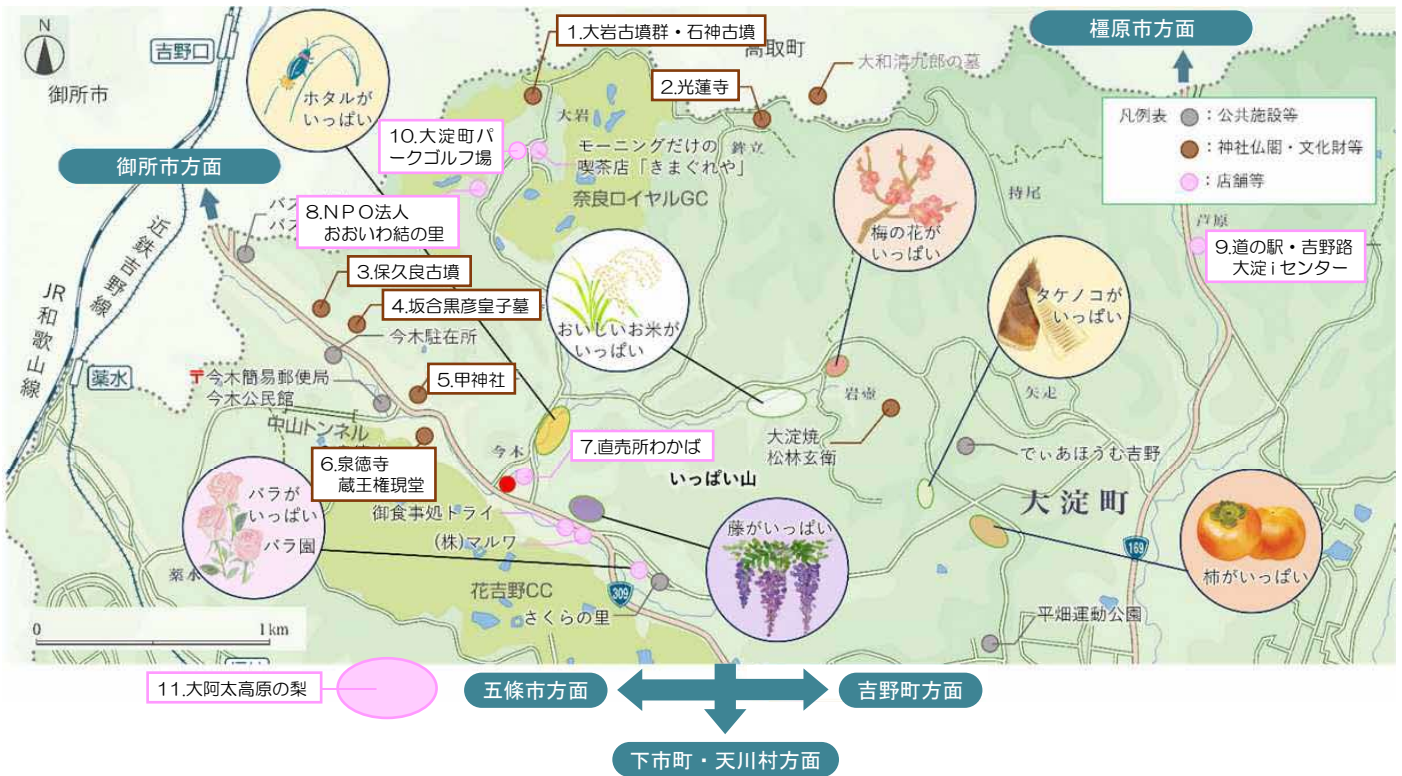 N
吉野口
御所市
ホタルが
いっぱい
1.大岩古墳群・石神古墳
高取町
橿原市方面
大和清九郎の墓
2.光蓮寺
凡例表
：公共施設等
：神社仏閣・文化財等
：店舗等
10.大淀町パ
ークゴルフ場
大岩
モーニングだけの
喫茶店「きまぐれや」
鉾立
御所市方面
奈良ロイヤルGC
持尾
芦原
8.NPO法人
おおいわ結の里
梅の花が
いっぱい
9.道の駅・吉野路
大淀ｉセンター
近鉄吉野線
JR和歌山線
3.保久良古墳
4.坂合黒彦皇子墓
タケノコが
いっぱい
おいしいお米が
いっぱい
今木駐在所
薬水
〒今木簡易郵便局
今木公民館
5.甲神社
岩壺
矢走
中山トンネル
大淀焼
松林玄衛
でぃあほうむ吉野
6.泉徳寺
蔵王権現堂
今木
7.直売所わかば
いっぱい山
大淀町
バラが
いっぱい
バラ園
御食事処トライ
(株)マルワ
藤がいっぱい
169
柿がいっぱい
薬水
花吉野CC
309
さくらの里
平畑運動公園
0
1km
11.大阿太高原の梨
五條市方面
吉野町方面
下市町・天川村方面